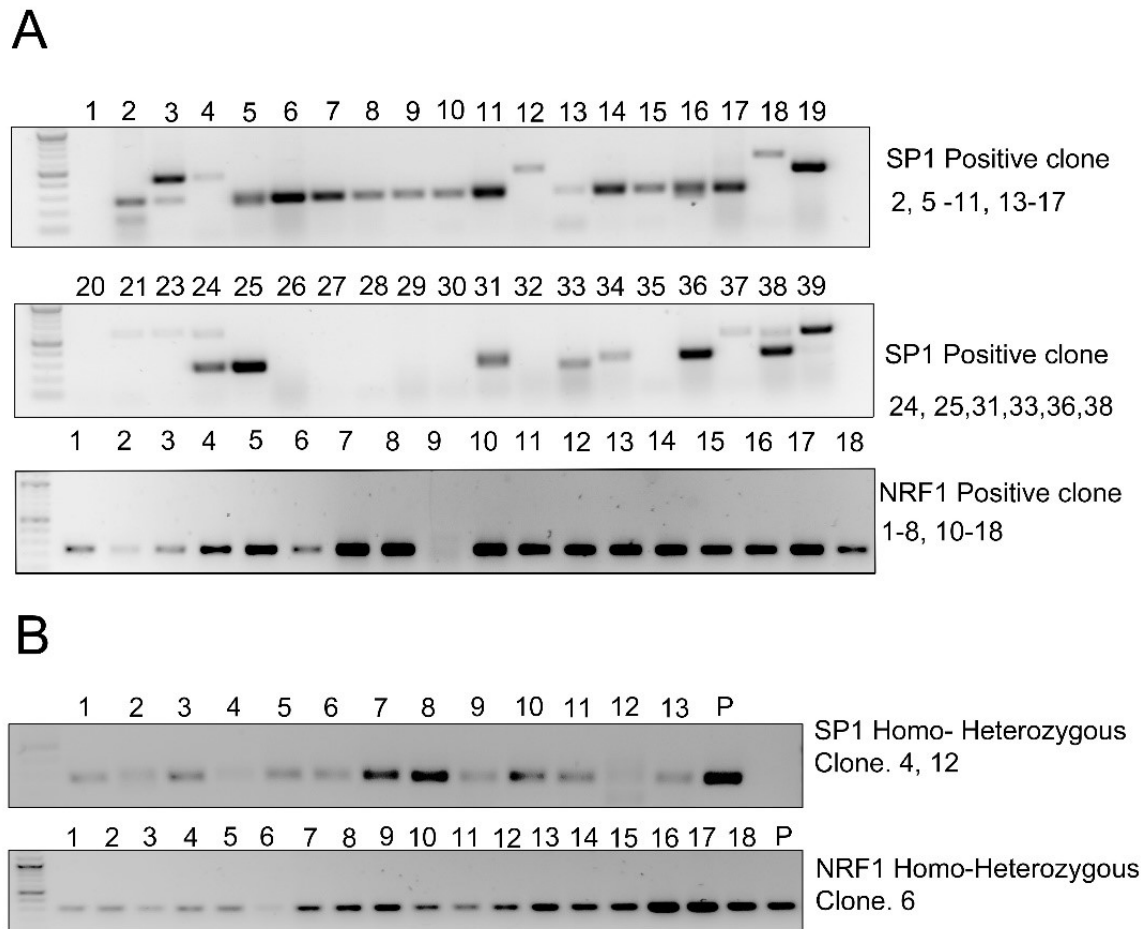 A
1 2 3 4 5 6 7 8 9 10 11 12 13 14 15 16 17 18 19
SP1 Positive clone
2, 5 -11, 13-17
20 21 23 24 25 26 27 28 29 30 31 32 33 34 35 36 37 38 39
SP1 Positive clone
24, 25,31,33,36,38
1 2 3 4 5 6 7 8 9 10 11 12 13 14 15 16 17 18
NRF1 Positive clone
1-8, 10-18
B
1 2 3 4 5 6 7 8 9 10 11 12 13 P
SP1 Homo- Heterozygous
Clone. 4, 12
1 2 3 4 5 6 7 8 9 10 11 12 13 14 15 16 17 18 P
NRF1 Homo-Heterozygous
Clone. 6